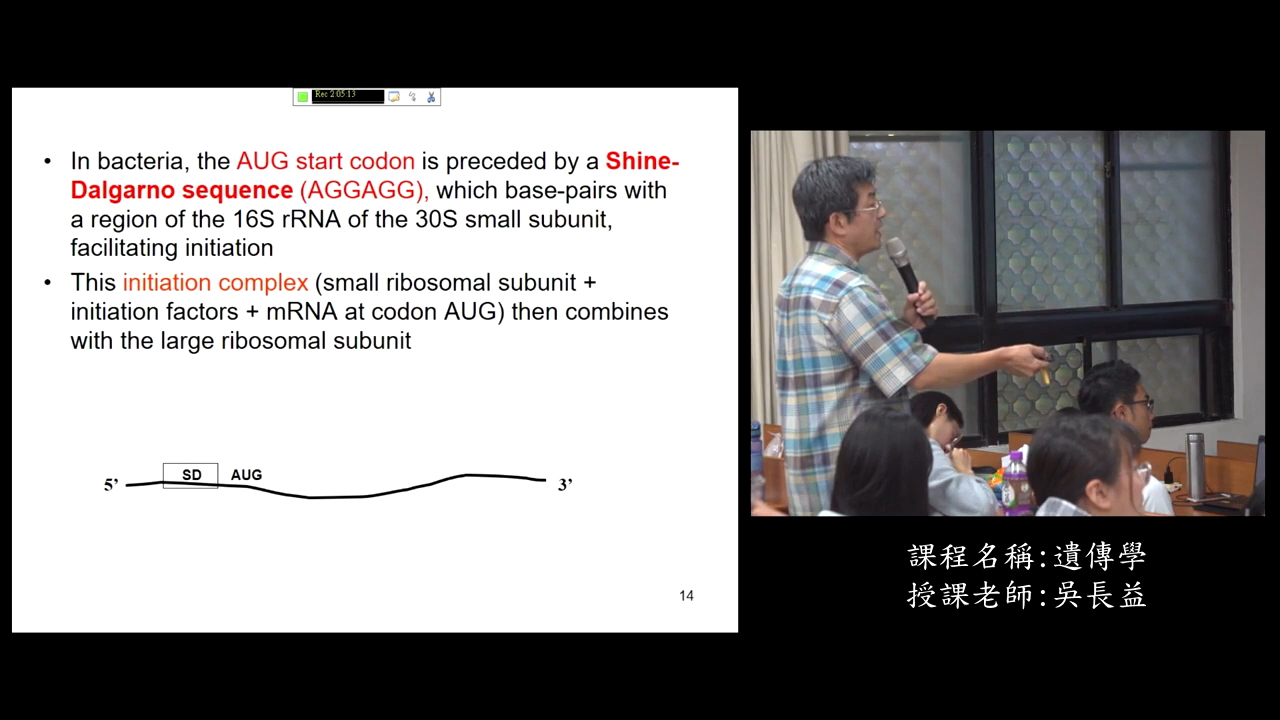 Rec 2:05:13
• In bacteria, the AUG start codon is preceded by a Shine-
Dalgarno sequence (AGGAGG), which base-pairs with
a region of the 16S rRNA of the 30S small subunit,
facilitating initiation
• This initiation complex (small ribosomal subunit +
initiation factors + mRNA at codon AUG) then combines
with the large ribosomal subunit
5’ SD AUG 3’
14
課程名稱:遺傳學
授課老師:吳長益